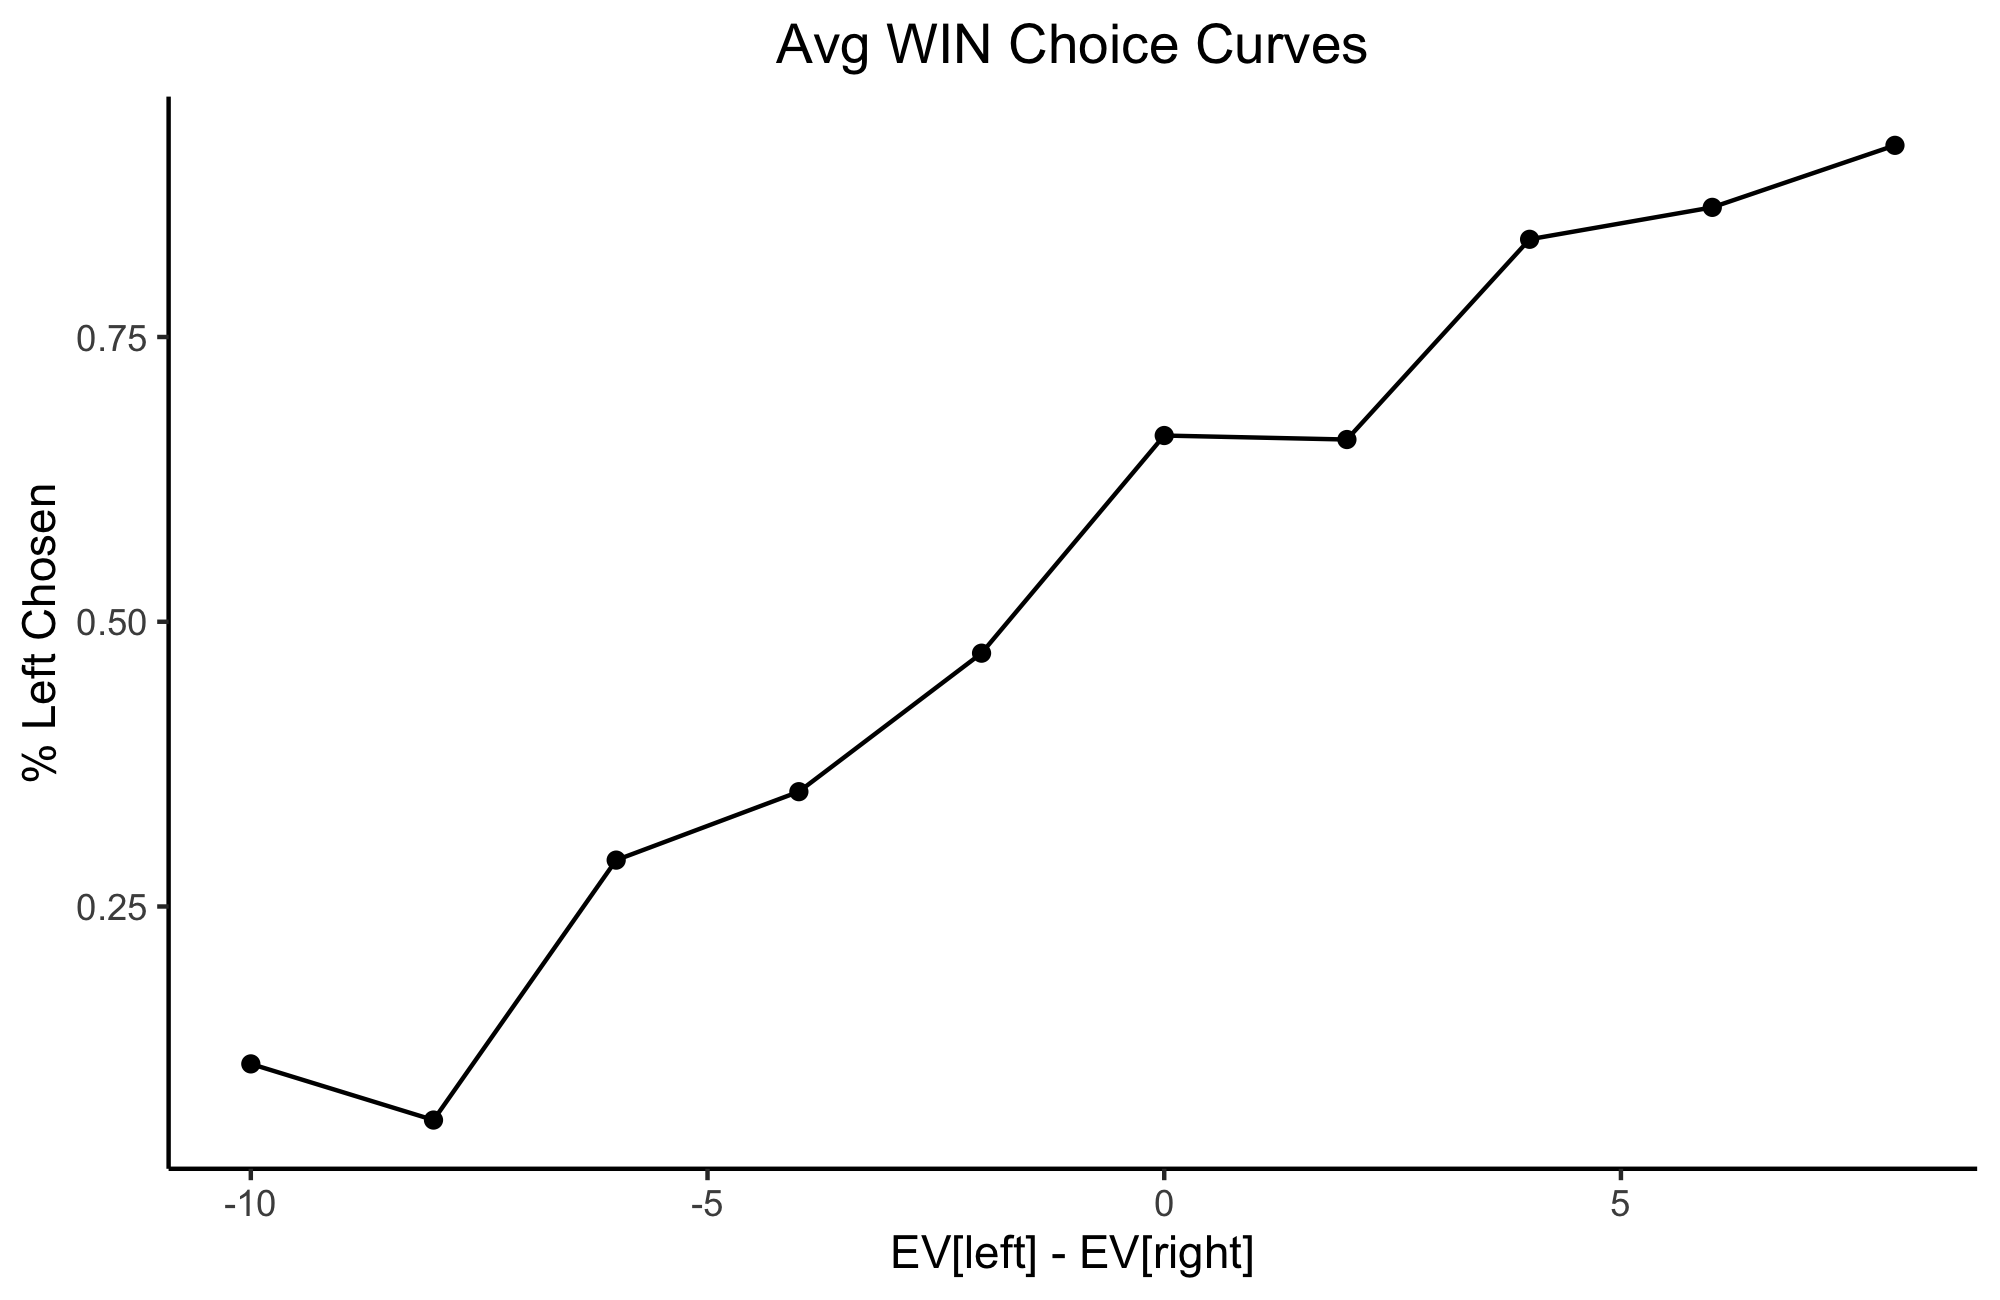 Avg WIN Choice Curves
% Left Chosen
0.75
0.50
0.25
-10 -5 0 5
EV[left] - EV[right]